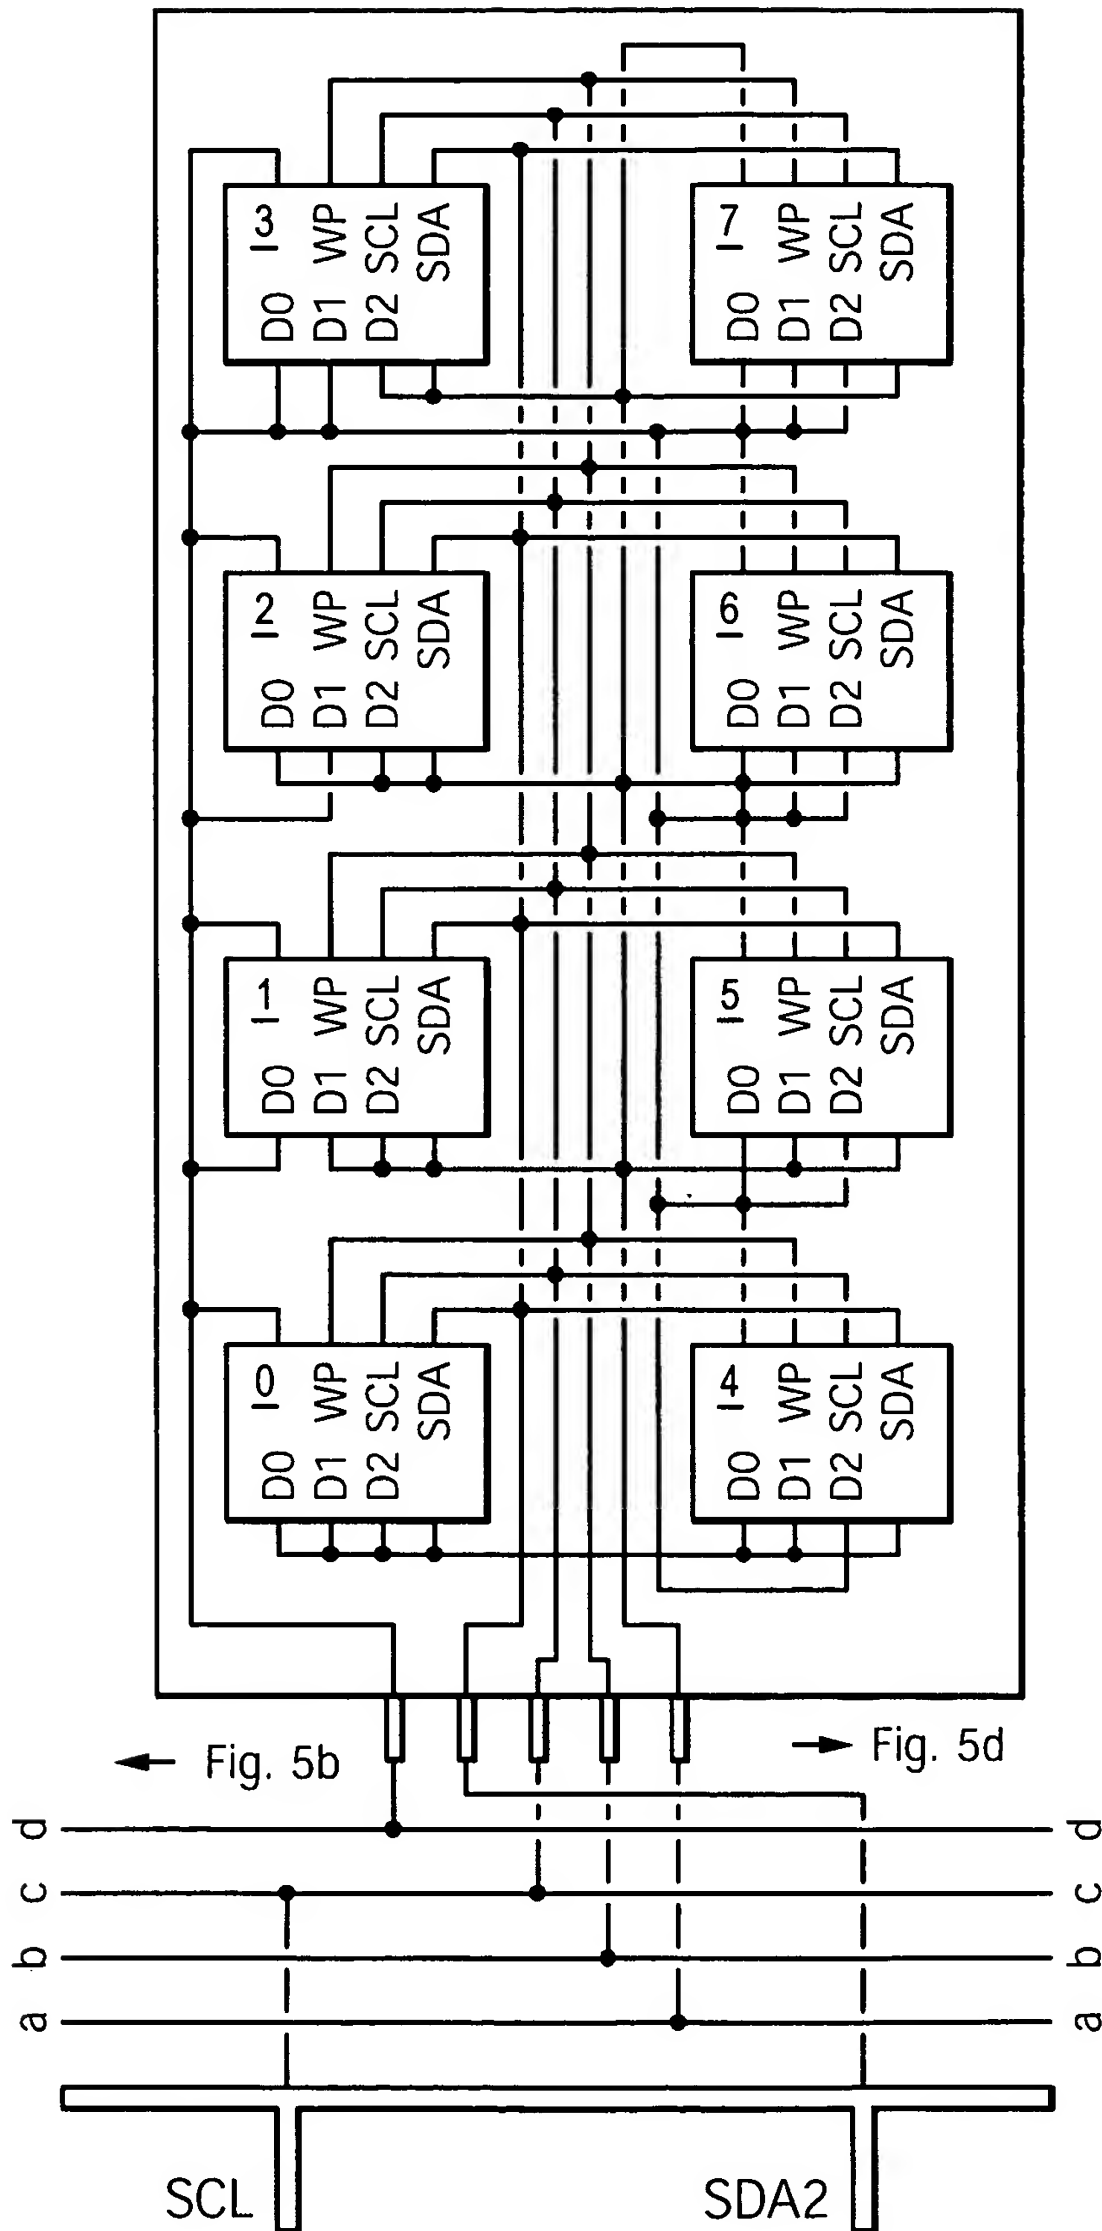 3 WP SCL SDA
D0 D1 D2
7 WP SCL SDA
D0 D1 D2
2 WP SCL SDA
D0 D1 D2
6 WP SCL SDA
D0 D1 D2
1 WP SCL SDA
D0 D1 D2
5 WP SCL SDA
D0 D1 D2
0 WP SCL SDA
D0 D1 D2
4 WP SCL SDA
D0 D1 D2
Fig. 5b
Fig. 5d
d d
c c
b b
a a
SCL
SDA2